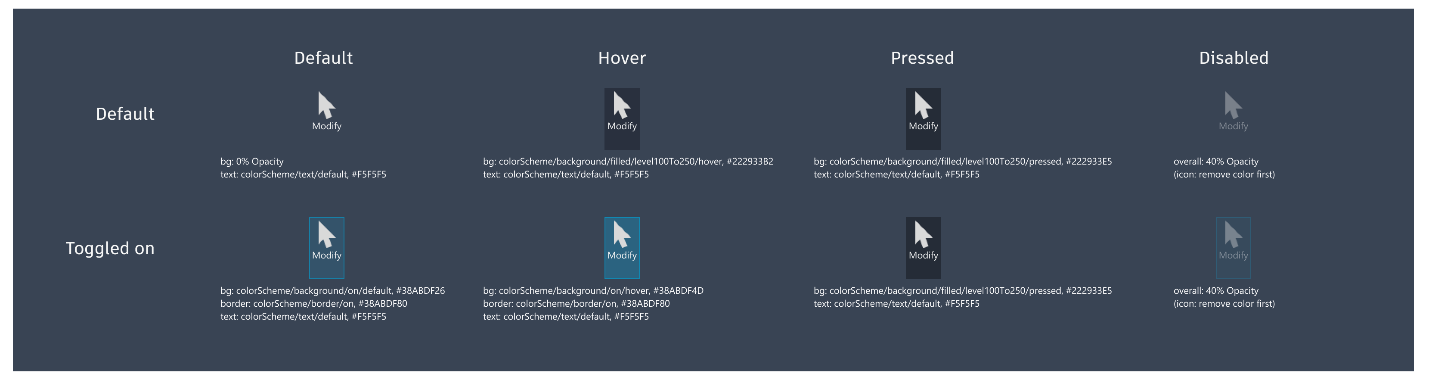 Default Hover Pressed Disabled
Default
Modify Modify Modify Modify
bg: 0% Opacity
text: colorScheme/text/default, #F5F5F5
bg: colorScheme/background/filled/level100To250/hover, #222933B2
text: colorScheme/text/default, #F5F5F5
bg: colorScheme/background/filled/level100To250/pressed, #222933E5
text: colorScheme/text/default, #F5F5F5
overall: 40% Opacity
(icon: remove color first)
Toggled on
Modify Modify Modify Modify
bg: colorScheme/background/on/default, #38ABDF26
border: colorScheme/border/on, #38ABDF80
text: colorScheme/text/default, #F5F5F5
bg: colorScheme/background/on/hover, #38ABDF4D
border: colorScheme/border/on, #38ABDF80
text: colorScheme/text/default, #F5F5F5
bg: colorScheme/background/filled/level100To250/pressed, #222933E5
text: colorScheme/text/default, #F5F5F5
overall: 40% Opacity
(icon: remove color first)